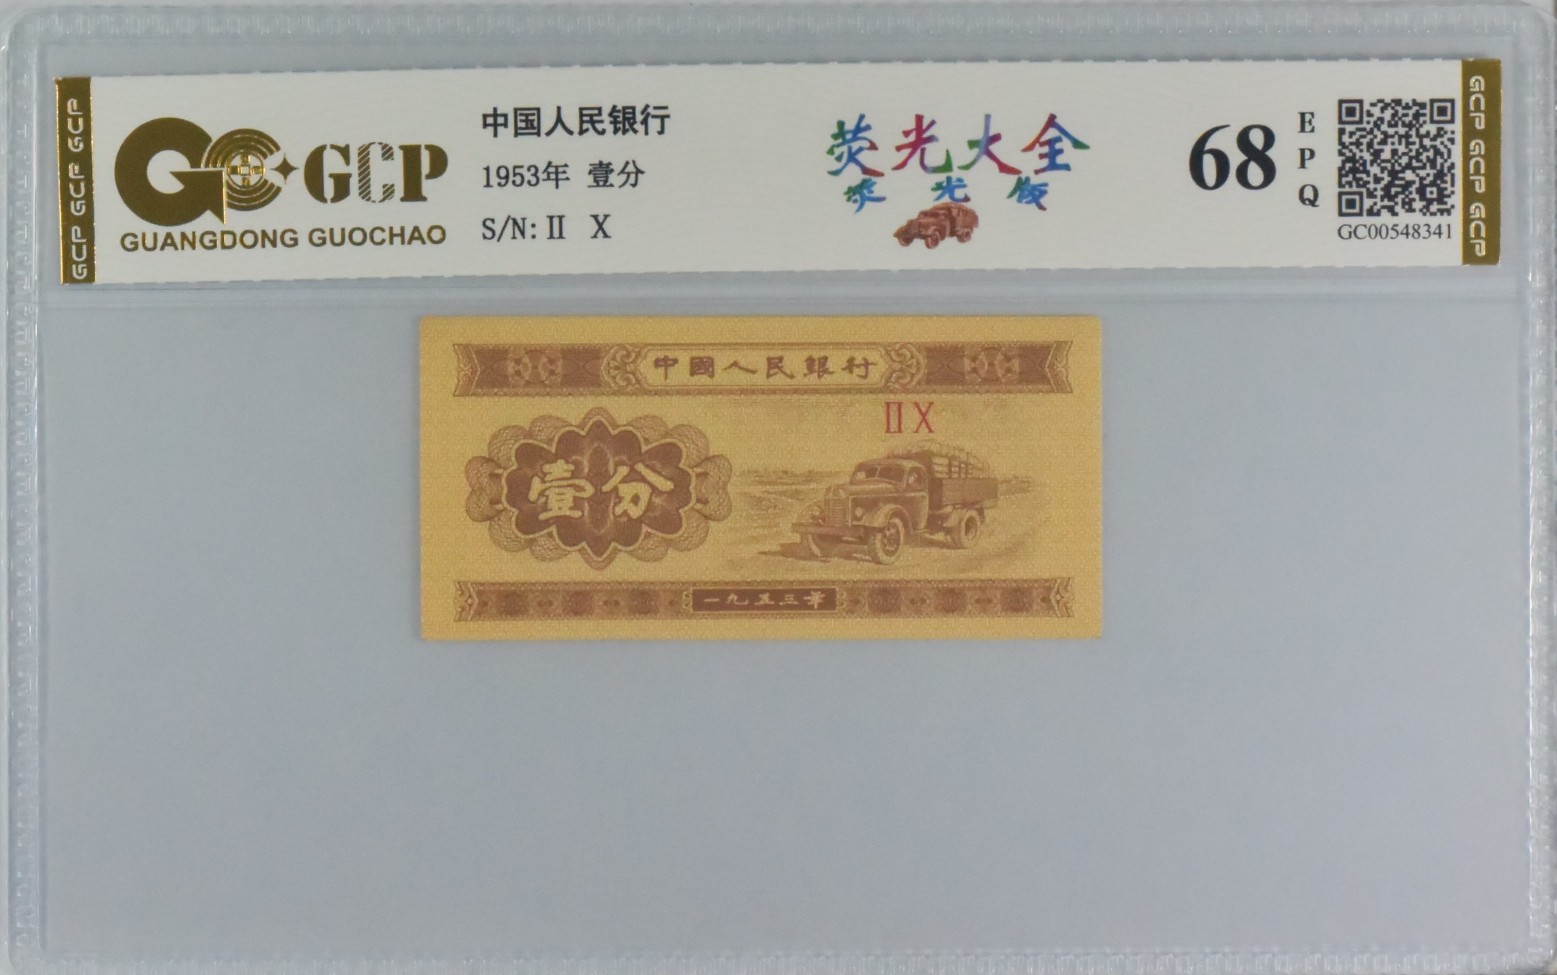 GCP GCP GCP
GCP
GUANGDONG GUOCHAO
中国人民银行
1953年 壹分
S/N: II X
荧光大全
荧光版
68
EPQ
GC00548341
GCP GCP GCP
中國人民銀行
II X
壹分
一九五三年